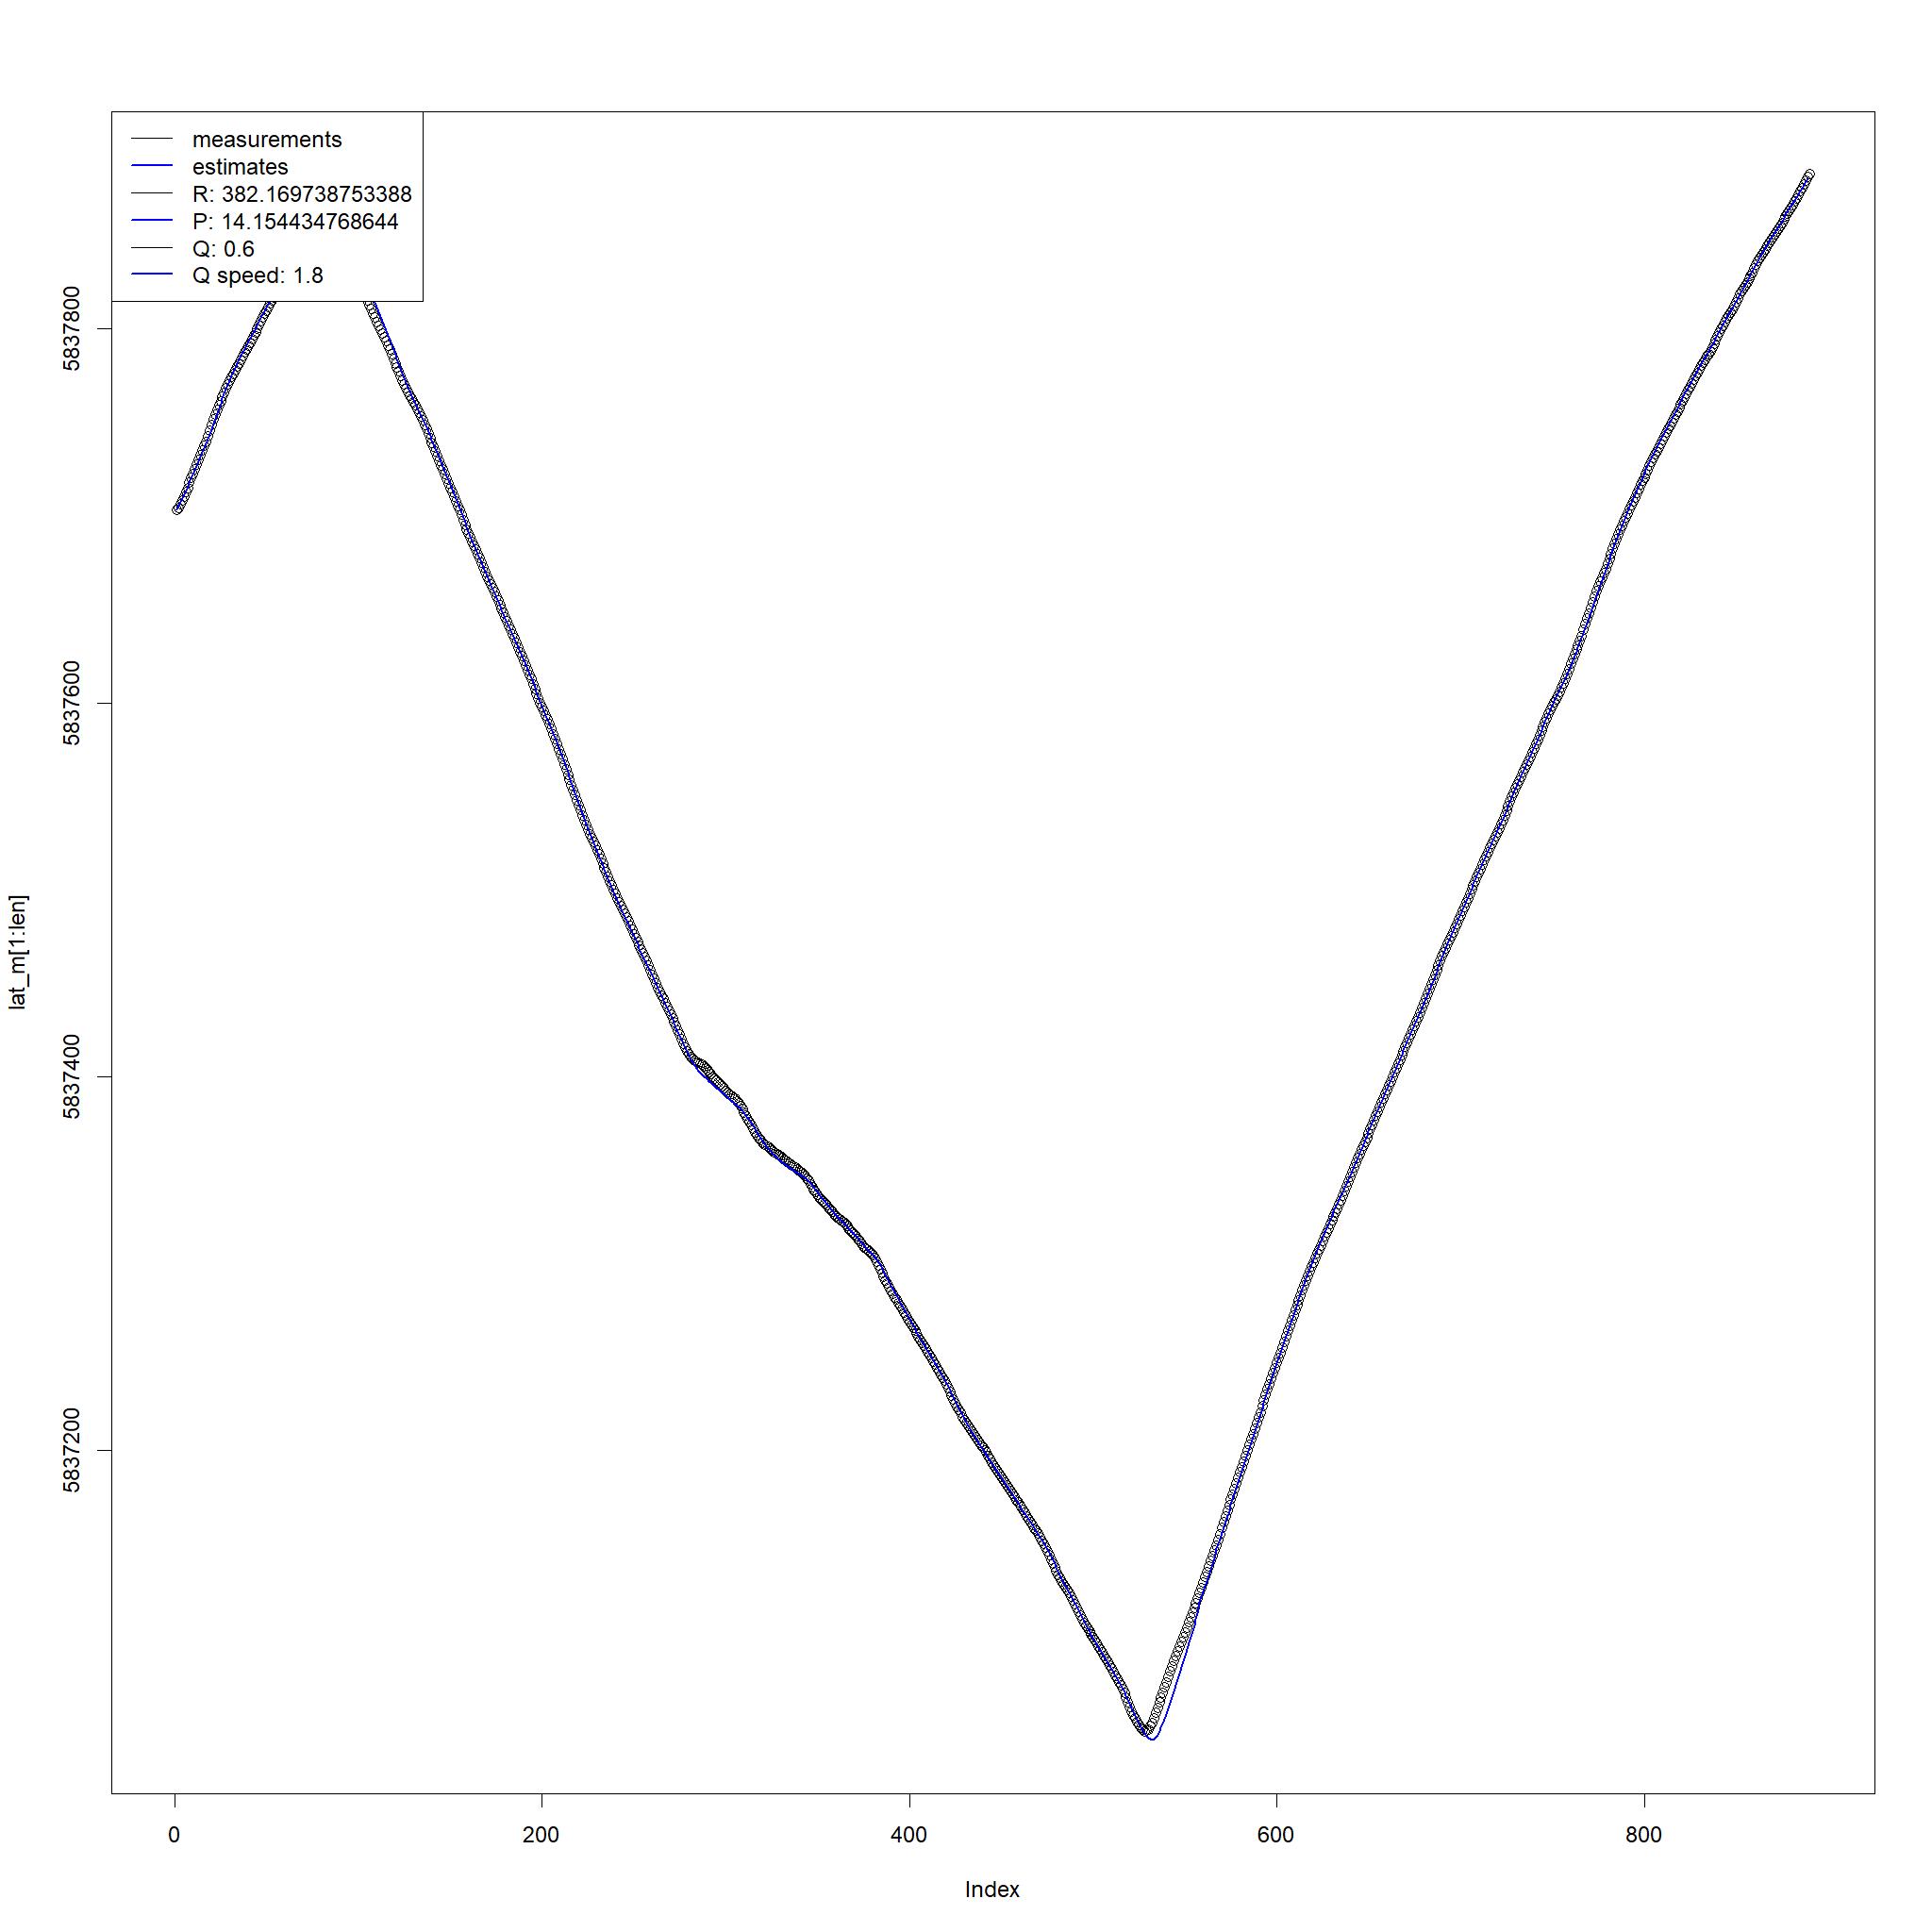 measurements
estimates
R: 382.169738753388
P: 14.154434768644
Q: 0.6
Q speed: 1.8
5837800
5837600
5837400
5837200
lat_m[1:len]
0 200 400 600 800
Index